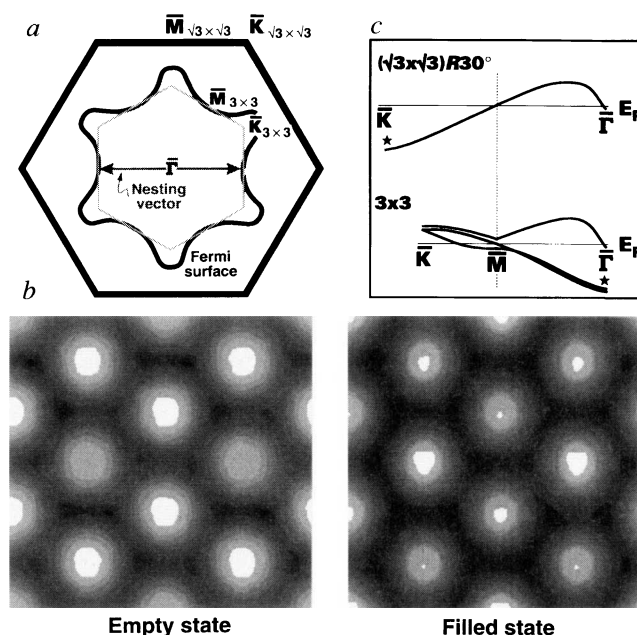 a
M̅√3×√3 K̅√3×√3
M̅3×3
K̅3×3
Γ̅
Nesting
vector
Fermi
surface
c
(√3x√3)R30°
K̅
E_F
Γ̅
★
3x3
E_F
K̅ M̅ Γ̅
★
b
Empty state
Filled state